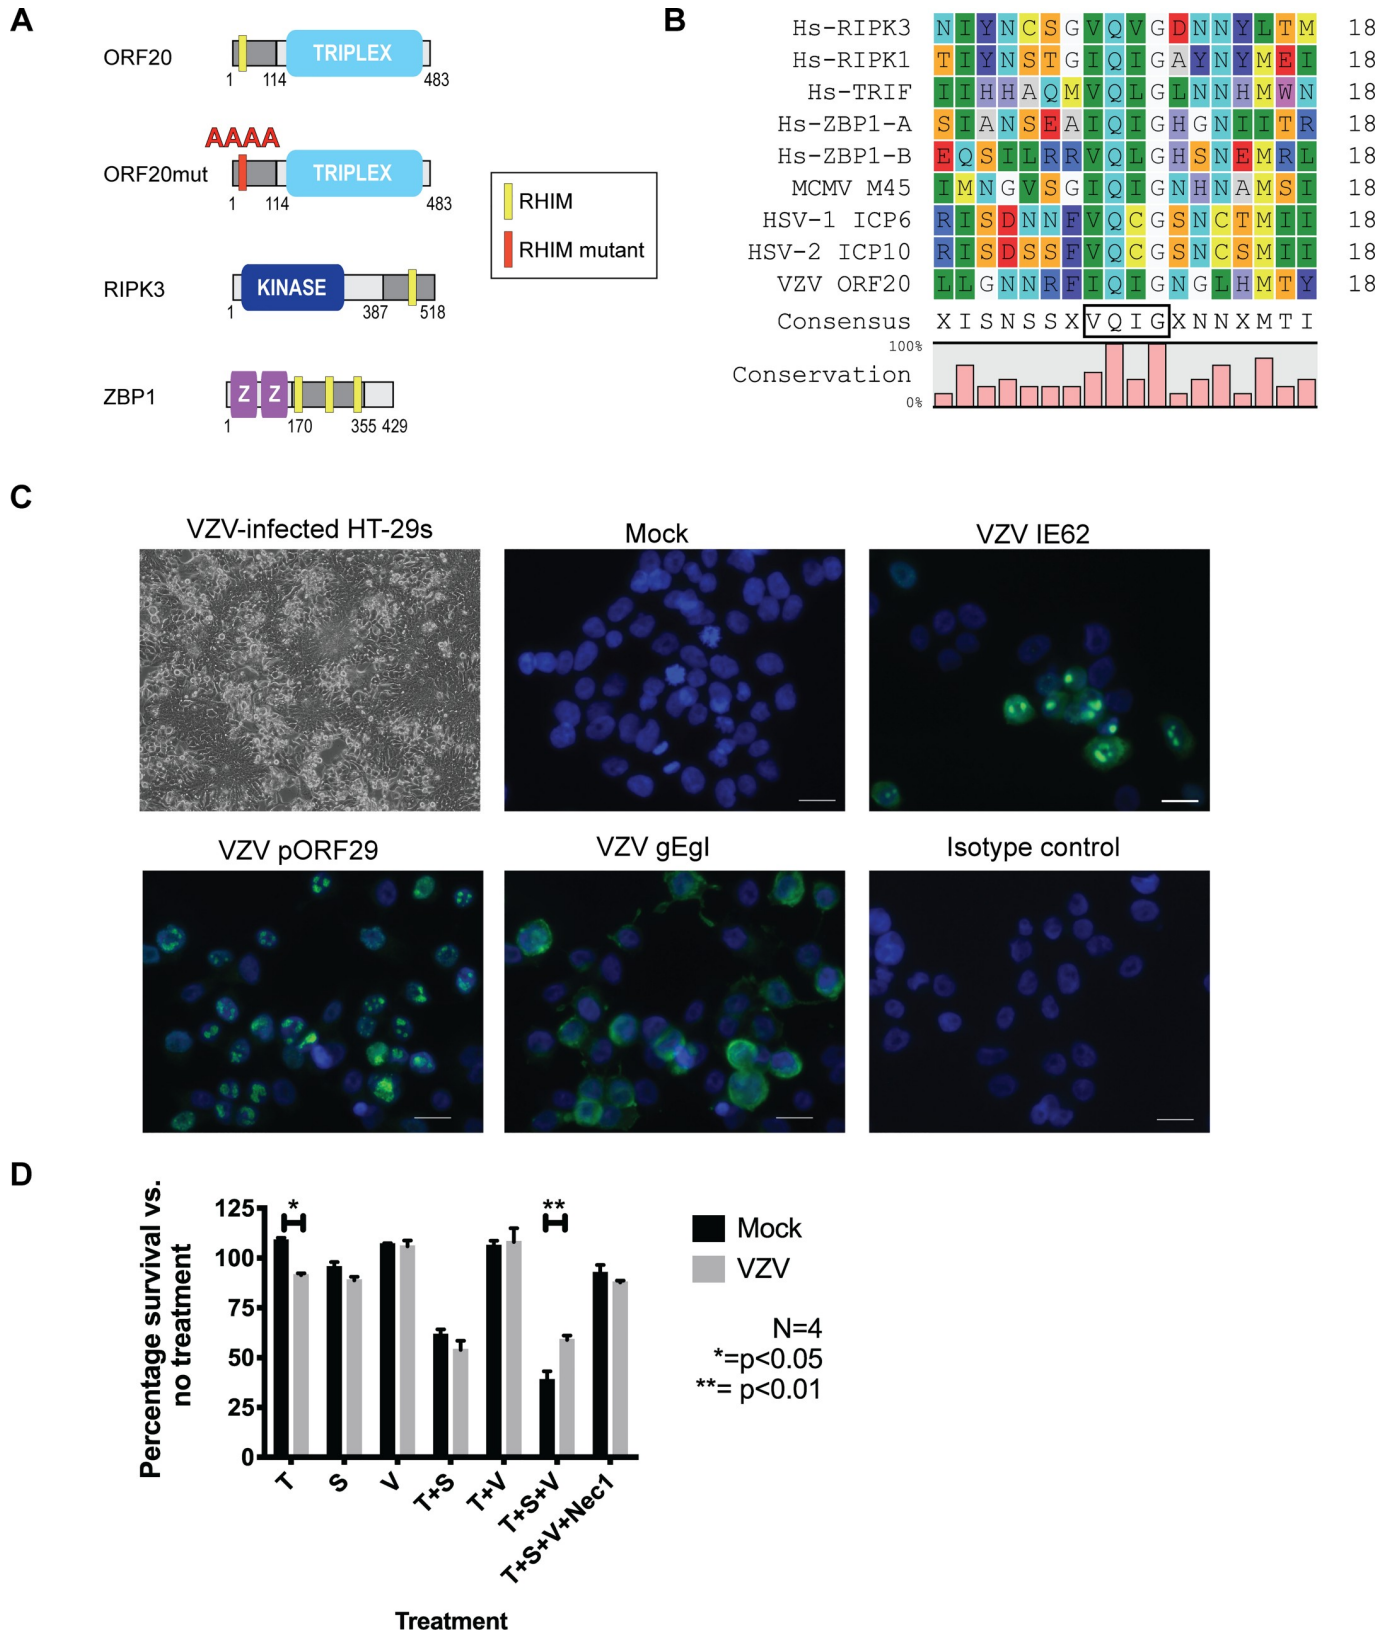 A
ORF20
TRIPLEX
1 114 483
AAAA
ORF20mut
TRIPLEX
1 114 483
RIPK3
KINASE
1 387 518
ZBP1
Z Z
1 170 355 429
RHIM
RHIM mutant
B
Hs-RIPK3 N I Y N C S G V Q V G D N N Y L T M 18
Hs-RIPK1 T I Y N S T G I Q I G A Y N Y M E I 18
Hs-TRIF I I H H A Q M V Q L G L N N H M W N 18
Hs-ZBP1-A S I A N S E A I Q I G H G N I I T R 18
Hs-ZBP1-B E Q S I L R R V Q L G H S N E M R L 18
MCMV M45 I M N G V S G I Q I G N H N A M S I 18
HSV-1 ICP6 R I S D N N F V Q C G S N C T M I I 18
HSV-2 ICP10 R I S D S S F V Q C G S N C S M I I 18
VZV ORF20 L L G N N R F I Q I G N G L H M T Y 18
Consensus X I S N S S X V Q I G X N N X M T I
100%
Conservation
0%
C
VZV-infected HT-29s
Mock
VZV IE62
VZV pORF29
VZV gEgI
Isotype control
D
Percentage survival vs.
no treatment
125
100
75
50
25
0
*
**
T
S
V
T+S
T+V
T+S+V
T+S+V+Nec1
Treatment
Mock
VZV
N=4
*=p<0.05
**= p<0.01